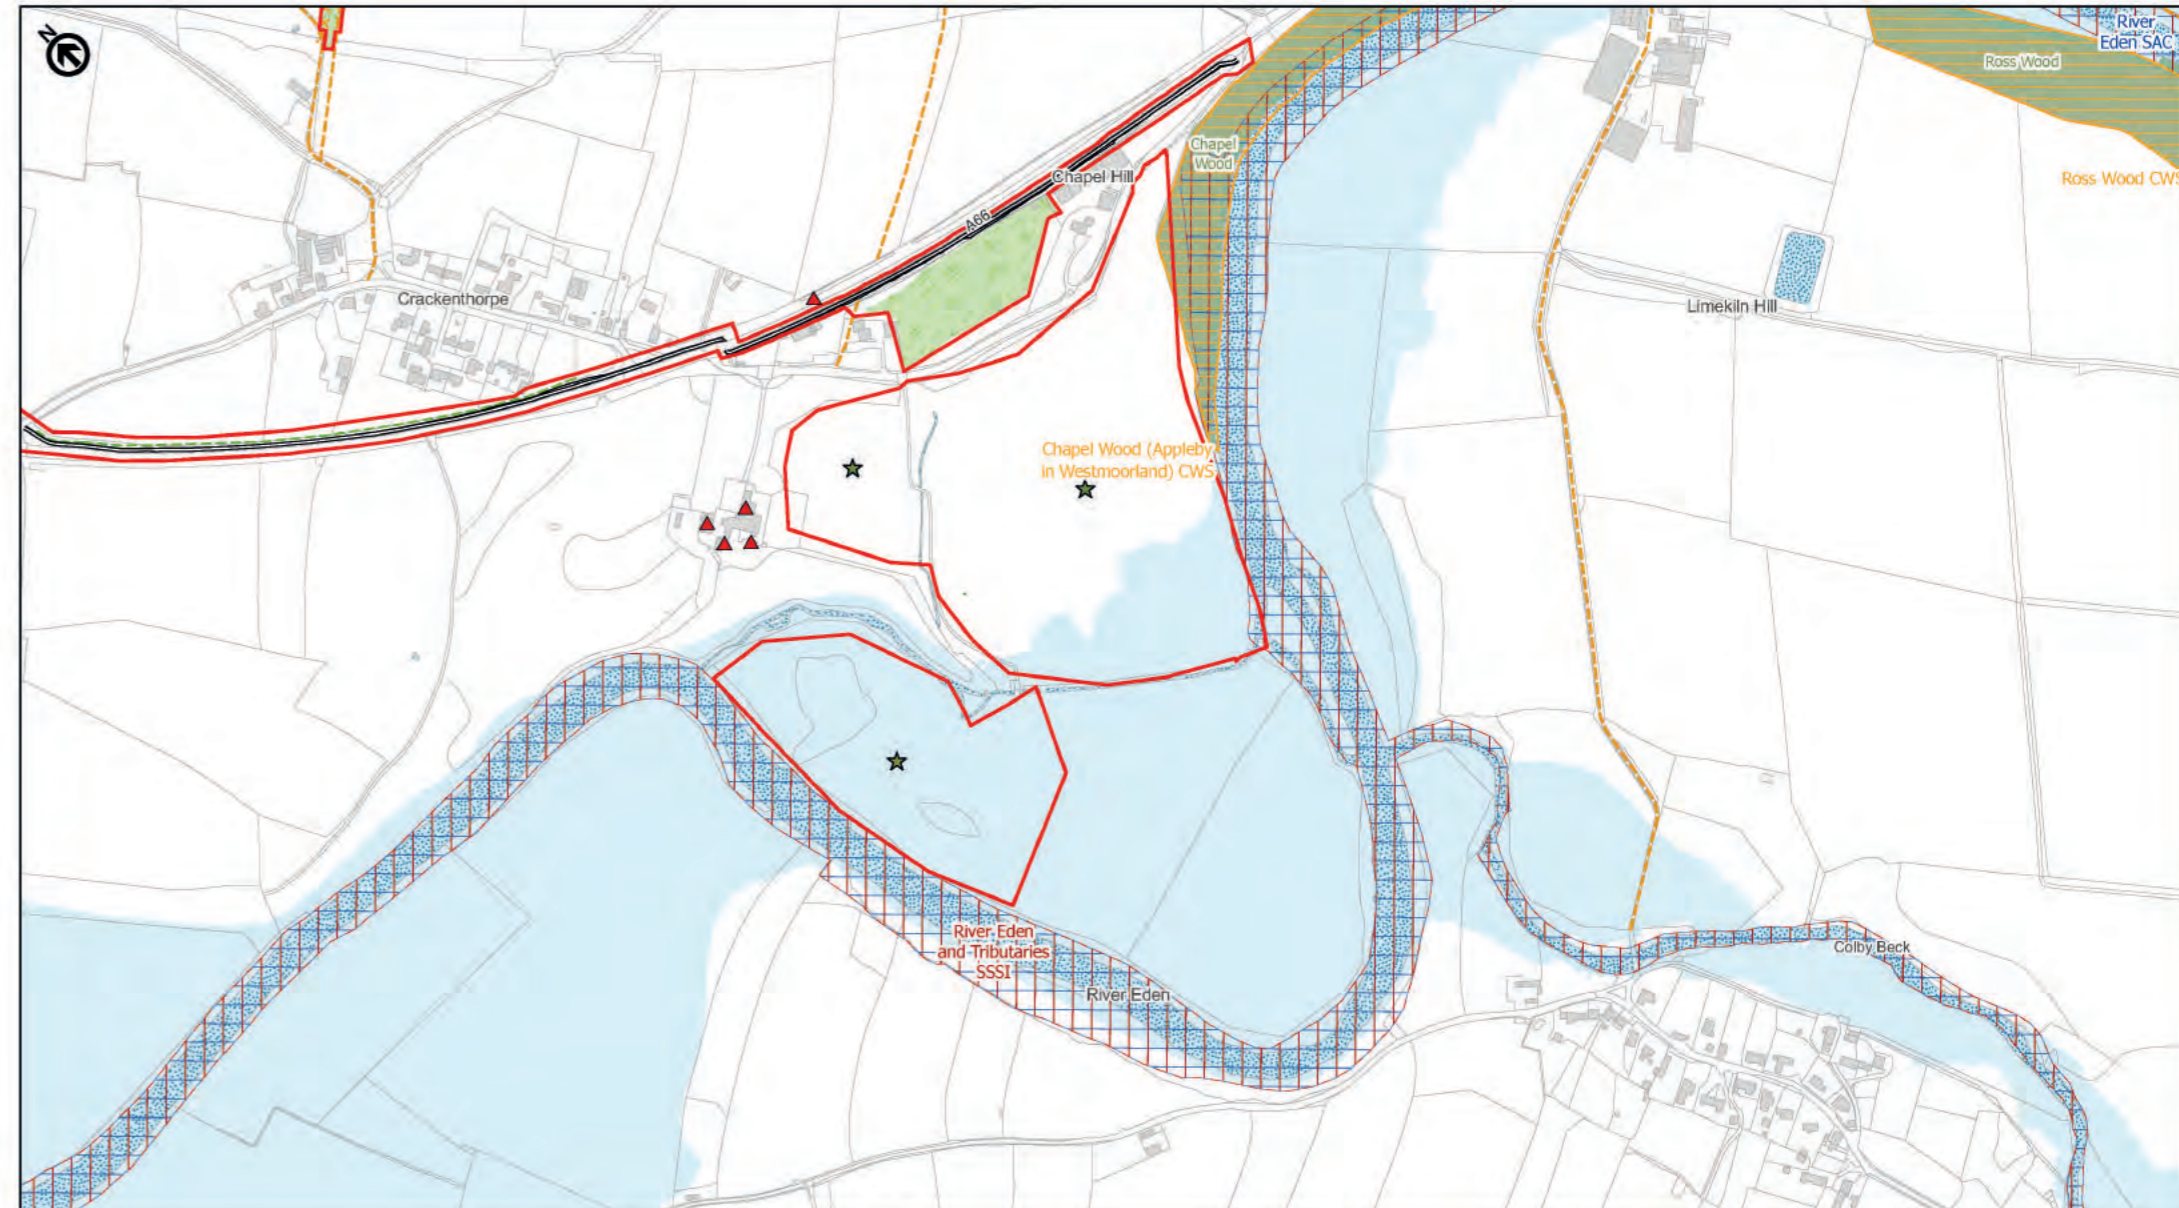 N
River
Eden SAC
Ross Wood
Chapel
Wood
Chapel Hill
Ross Wood CWS
A66
Crackenthorpe
Limekiln Hill
Chapel Wood (Appleby
in Westmoorland) CWS
River Eden
and Tributaries
SSSI
Colby Beck
River Eden